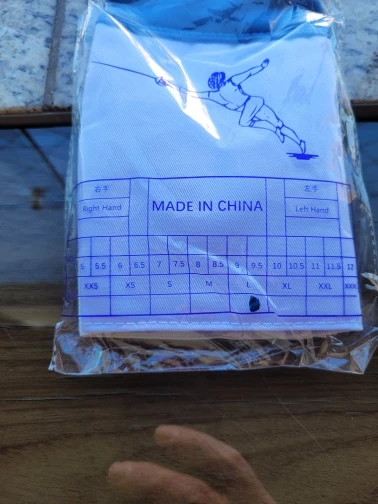 右手
左手
MADE IN CHINA
Right Hand
Left Hand
5 5.5 6 6.5 7 7.5 8 8.5 9 9.5 10 10.5 11 11.5 12
XXS XS S M L XL XXL XXX